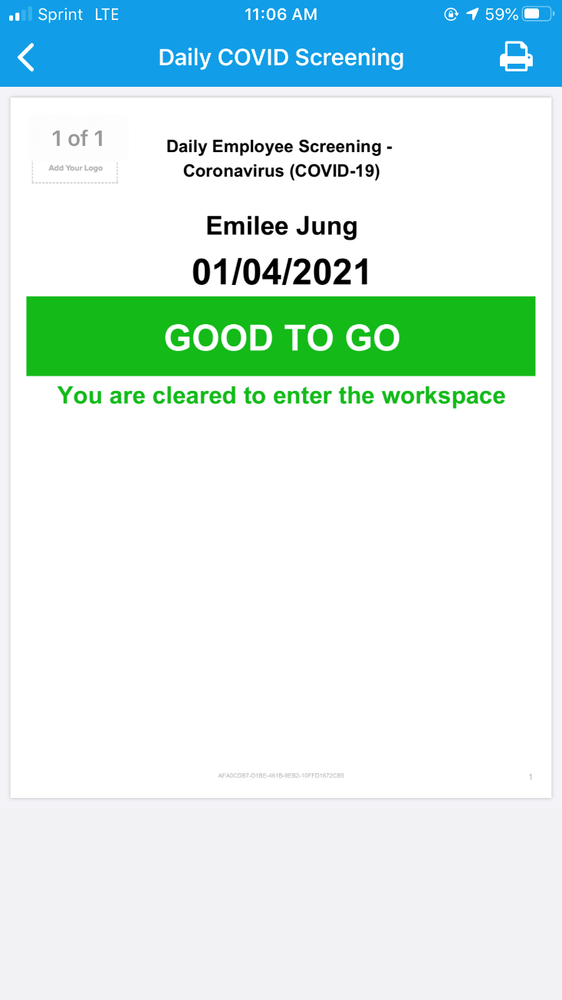 Sprint LTE 11:06 AM 59%
Daily COVID Screening
1 of 1
Add Your Logo
Daily Employee Screening -
Coronavirus (COVID-19)
Emilee Jung
01/04/2021
GOOD TO GO
You are cleared to enter the workspace
AFA0CDB7-D1BE-461B-9EB2-10FFD1672CB5 1